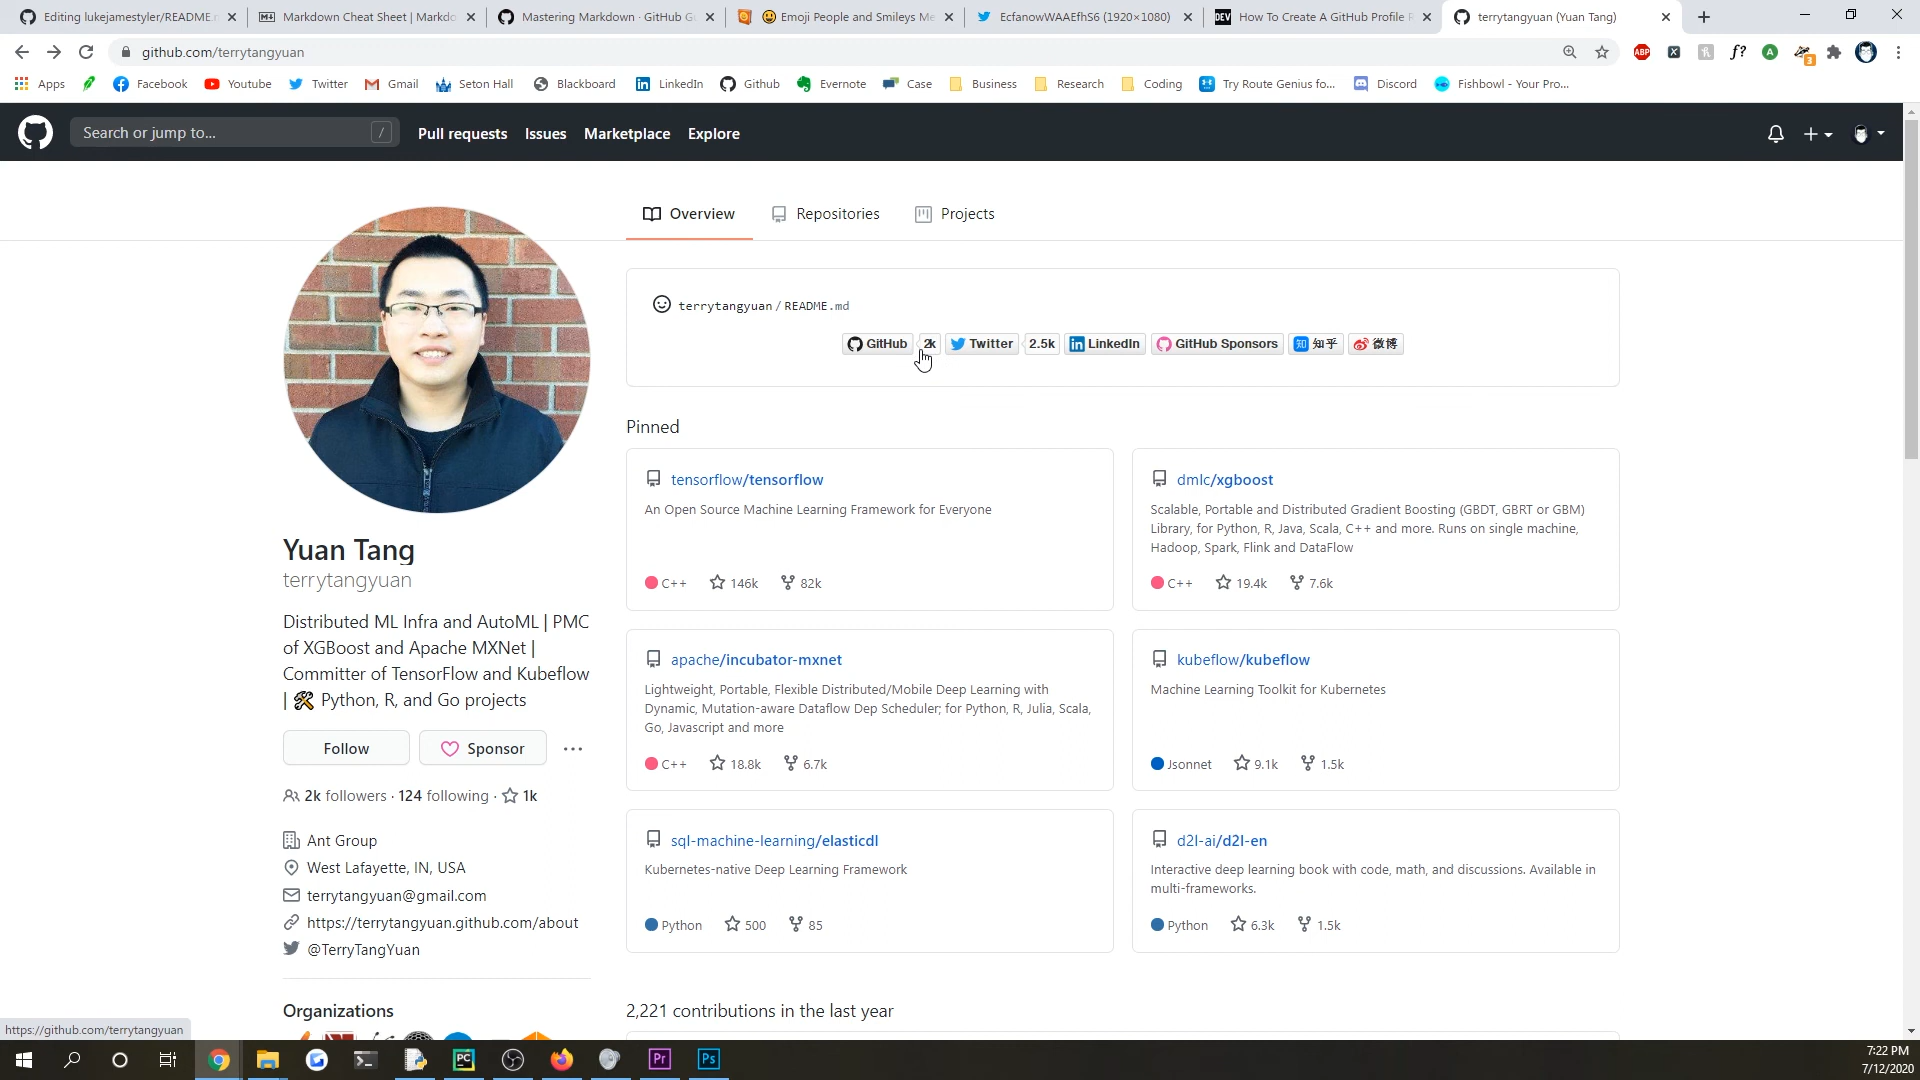 Editing lukejamestyler/README.m
Markdown Cheat Sheet | Markdo
Mastering Markdown · GitHub Gu
Emoji People and Smileys Me
EcfanowWAAEfhS6 (1920×1080)
How To Create A GitHub Profile R
terrytangyuan (Yuan Tang)
github.com/terrytangyuan
Apps
Facebook
Youtube
Twitter
Gmail
Seton Hall
Blackboard
LinkedIn
Github
Evernote
Case
Business
Research
Coding
Try Route Genius fo...
Discord
Fishbowl - Your Pro...
Search or jump to...
/
Pull requests
Issues
Marketplace
Explore
Overview
Repositories
Projects
terrytangyuan / README.md
GitHub 2k Twitter 2.5k LinkedIn GitHub Sponsors 知乎 微博
Pinned
tensorflow/tensorflow
An Open Source Machine Learning Framework for Everyone
C++ 146k 82k
dmlc/xgboost
Scalable, Portable and Distributed Gradient Boosting (GBDT, GBRT or GBM)
Library, for Python, R, Java, Scala, C++ and more. Runs on single machine,
Hadoop, Spark, Flink and DataFlow
C++ 19.4k 7.6k
apache/incubator-mxnet
Lightweight, Portable, Flexible Distributed/Mobile Deep Learning with
Dynamic, Mutation-aware Dataflow Dep Scheduler; for Python, R, Julia, Scala,
Go, Javascript and more
C++ 18.8k 6.7k
kubeflow/kubeflow
Machine Learning Toolkit for Kubernetes
Jsonnet 9.1k 1.5k
sql-machine-learning/elasticdl
Kubernetes-native Deep Learning Framework
Python 500 85
d2l-ai/d2l-en
Interactive deep learning book with code, math, and discussions. Available in
multi-frameworks.
Python 6.3k 1.5k
2,221 contributions in the last year
Yuan Tang
terrytangyuan
Distributed ML Infra and AutoML | PMC
of XGBoost and Apache MXNet |
Committer of TensorFlow and Kubeflow
| 🛠 Python, R, and Go projects
Follow
Sponsor
2k followers · 124 following · 1k
Ant Group
West Lafayette, IN, USA
terrytangyuan@gmail.com
https://terrytangyuan.github.com/about
@TerryTangYuan
Organizations
https://github.com/terrytangyuan
7:22 PM
7/12/2020